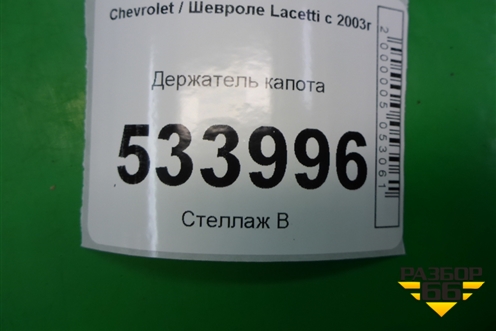 Chevrolet / Шевроле Lacetti с 2003г
Держатель капота
533996
Стеллаж В
2000005053061
РАЗБОР
66